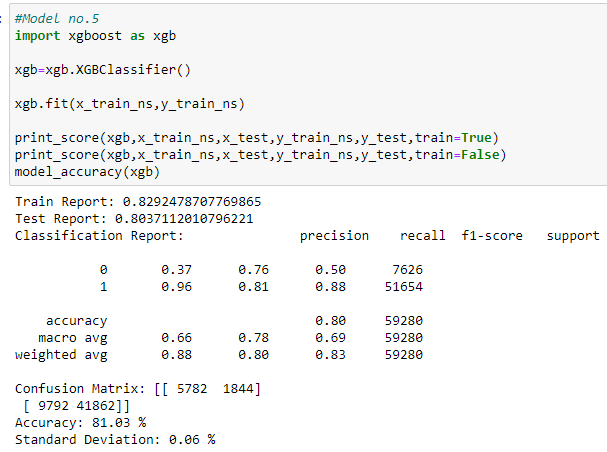 #Model no.5
import xgboost as xgb
xgb=xgb.XGBClassifier()
xgb.fit(x_train_ns,y_train_ns)
print_score(xgb,x_train_ns,x_test,y_train_ns,y_test,train=True)
print_score(xgb,x_train_ns,x_test,y_train_ns,y_test,train=False)
model_accuracy(xgb)
Train Report: 0.8292478707769865
Test Report: 0.8037112010796221
Classification Report: precision recall f1-score support
0 0.37 0.76 0.50 7626
1 0.96 0.81 0.88 51654
accuracy 0.80 59280
macro avg 0.66 0.78 0.69 59280
weighted avg 0.88 0.80 0.83 59280
Confusion Matrix: [[ 5782 1844]
[ 9792 41862]]
Accuracy: 81.03 %
Standard Deviation: 0.06 %